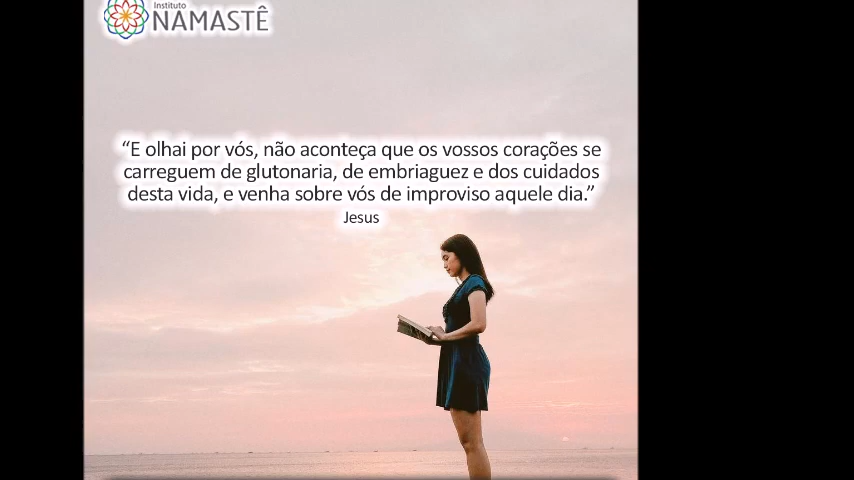 Instituto
NAMASTÊ
“E olhai por vós, não aconteça que os vossos corações se
carreguem de glutonaria, de embriaguez e dos cuidados
desta vida, e venha sobre vós de improviso aquele dia.”
Jesus